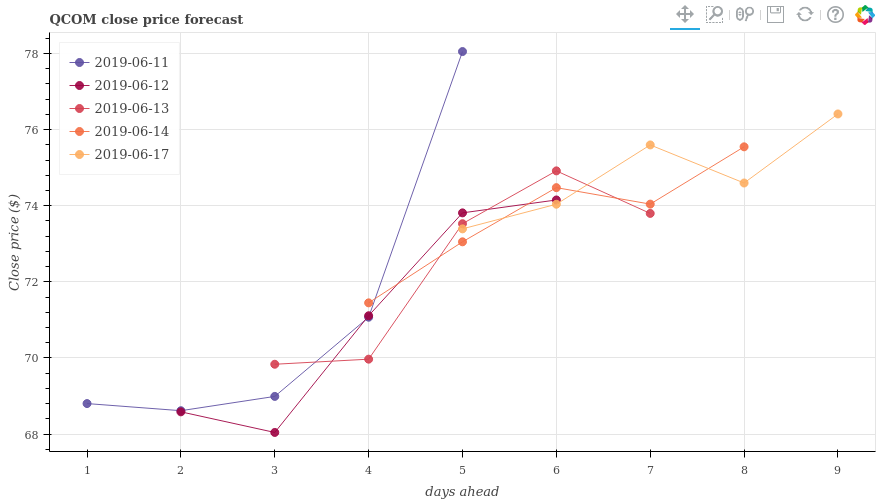 QCOM close price forecast
2019-06-11
2019-06-12
2019-06-13
2019-06-14
2019-06-17
Close price ($)
78
76
74
72
70
68
1 2 3 4 5 6 7 8 9
days ahead